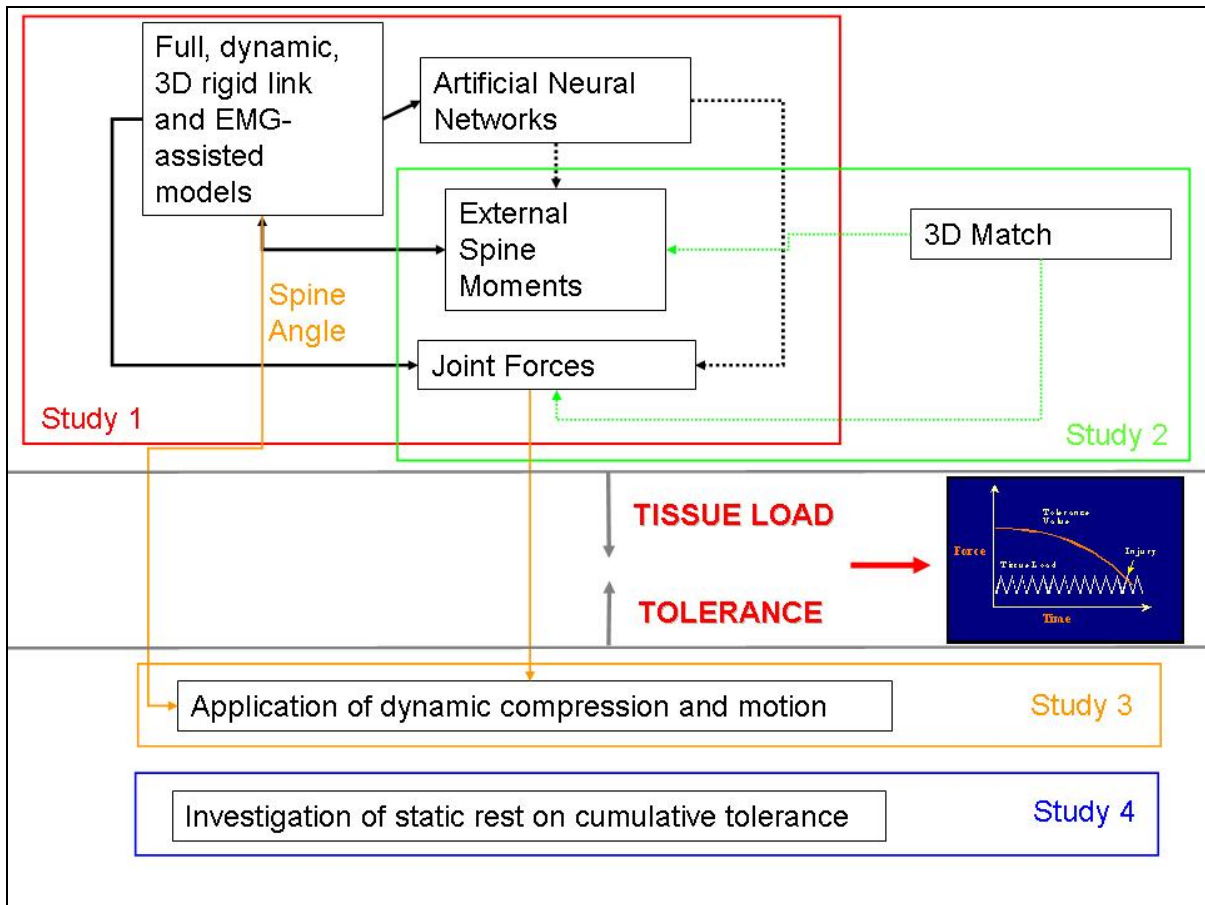 Full, dynamic,
3D rigid link
and EMG-
assisted
models
Artificial Neural
Networks
External
Spine
Moments
3D Match
Spine
Angle
Joint Forces
Study 1
Study 2
TISSUE LOAD
TOLERANCE
Tolerance
Value
Injury
Force
Tissue Load
Time
Application of dynamic compression and motion
Study 3
Investigation of static rest on cumulative tolerance
Study 4